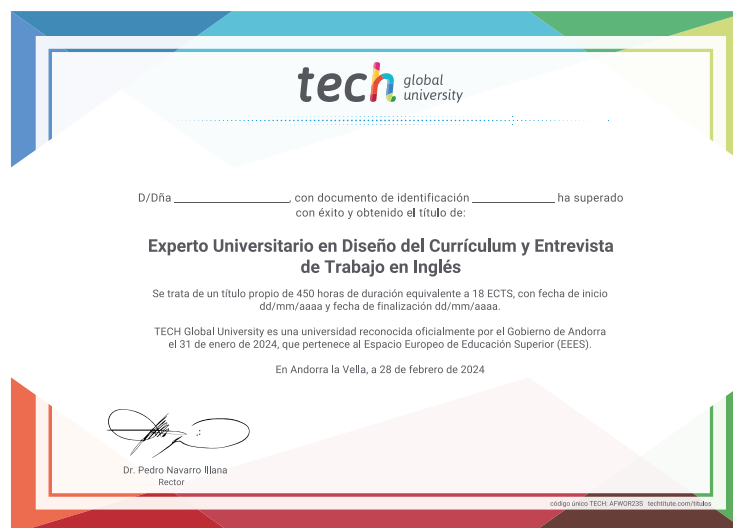 tech global university
D/Dña ____________, con documento de identificación ____________ ha superado
con éxito y obtenido el título de:
Experto Universitario en Diseño del Currículum y Entrevista
de Trabajo en Inglés
Se trata de un título propio de 450 horas de duración equivalente a 18 ECTS, con fecha de inicio
dd/mm/aaaa y fecha de finalización dd/mm/aaaa.
TECH Global University es una universidad reconocida oficialmente por el Gobierno de Andorra
el 31 de enero de 2024, que pertenece al Espacio Europeo de Educación Superior (EEES).
En Andorra la Vella, a 28 de febrero de 2024
Dr. Pedro Navarro Illana
Rector
código único TECH: AFWOR23S techtitute.com/titulos